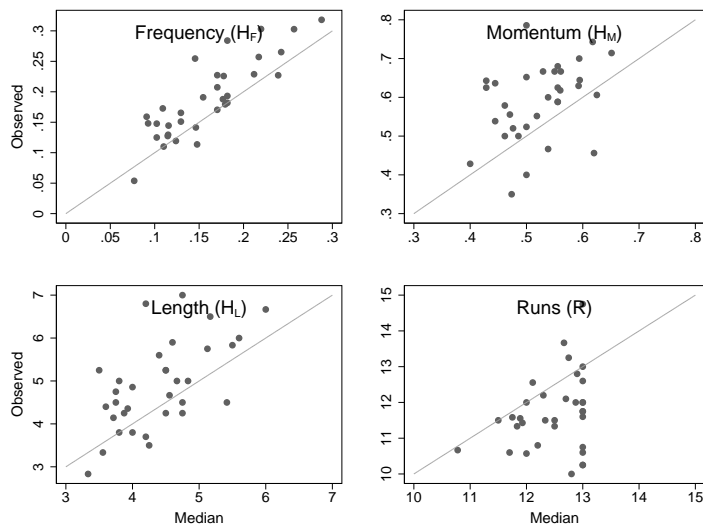 Frequency (H_F)
Momentum (H_M)
Observed
0 .05 .1 .15 .2 .25 .3
.3 .4 .5 .6 .7 .8
0 .05 .1 .15 .2 .25 .3
.3 .4 .5 .6 .7 .8
Length (H_L)
Runs (R)
Observed
3 4 5 6 7
10 11 12 13 14 15
3 4 5 6 7
10 11 12 13 14 15
Median
Median